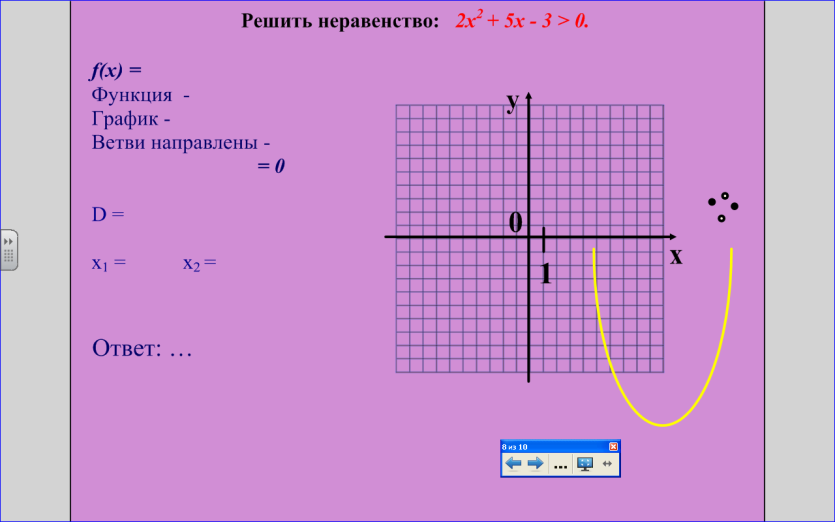 Решить неравенство: 2x² + 5x - 3 > 0.
f(x) =
Функция -
График -
Ветви направлены -
= 0
D =
x₁ = x₂ =
Ответ: …
y
0
x
1
8 из 10
...